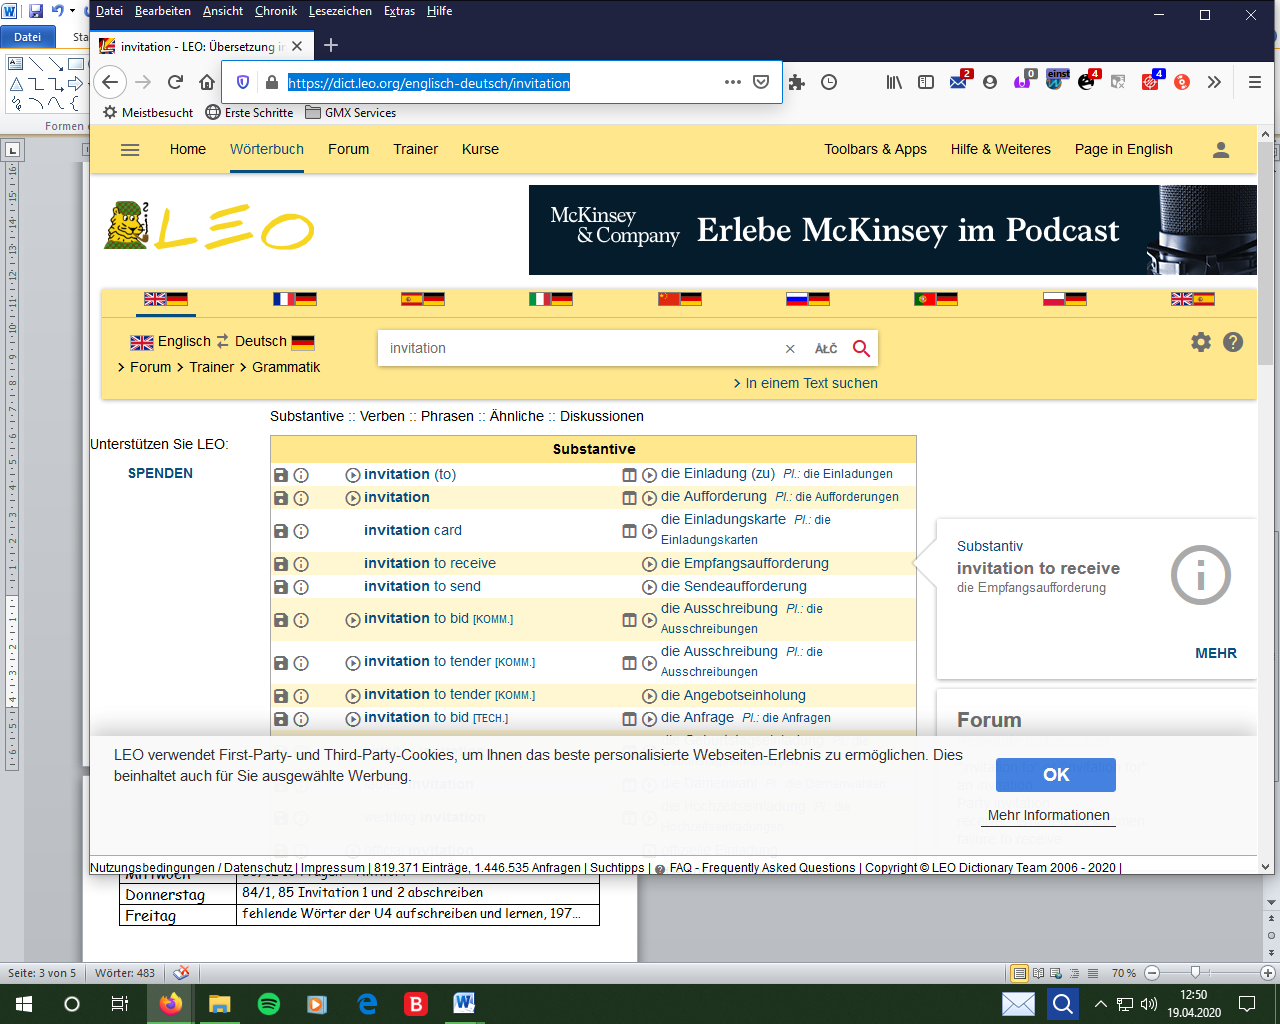 Datei Bearbeiten Ansicht Chronik Lesezeichen Extras Hilfe
Datei
invitation - LEO: Übersetzung
https://dict.leo.org/englisch-deutsch/invitation
2 0 einst 4 4
Meistbesucht Erste Schritte GMX Services
Formen
Home Wörterbuch Forum Trainer Kurse Toolbars & Apps Hilfe & Weiteres Page in English
LEO
McKinsey & Company
Erlebe McKinsey im Podcast
Englisch Deutsch
invitation ÄŁČ
Forum Trainer Grammatik
In einem Text suchen
Substantive :: Verben :: Phrasen :: Ähnliche :: Diskussionen
Unterstützen Sie LEO:
SPENDEN
Substantive
invitation (to) die Einladung (zu) Pl.: die Einladungen
invitation die Aufforderung Pl.: die Aufforderungen
invitation card die Einladungskarte Pl.: die Einladungskarten
invitation to receive die Empfangsaufforderung
invitation to send die Sendeaufforderung
invitation to bid [KOMM.] die Ausschreibung Pl.: die Ausschreibungen
invitation to tender [KOMM.] die Ausschreibung Pl.: die Ausschreibungen
invitation to tender [KOMM.] die Angebotseinholung
invitation to bid [TECH.] die Anfrage Pl.: die Anfragen
Substantiv
invitation to receive
die Empfangsaufforderung
MEHR
Forum
LEO verwendet First-Party- und Third-Party-Cookies, um Ihnen das beste personalisierte Webseiten-Erlebnis zu ermöglichen. Dies
beinhaltet auch für Sie ausgewählte Werbung.
OK
Mehr Informationen
Nutzungsbedingungen / Datenschutz | Impressum | 819.371 Einträge, 1.446.535 Anfragen | Suchtipps | FAQ - Frequently Asked Questions | Copyright © LEO Dictionary Team 2006 - 2020 |
Donnerstag 84/1, 85 Invitation 1 und 2 abschreiben
Freitag fehlende Wörter der U4 aufschreiben und lernen, 197...
Seite: 3 von 5 Wörter: 483 70 %
12:50
19.04.2020